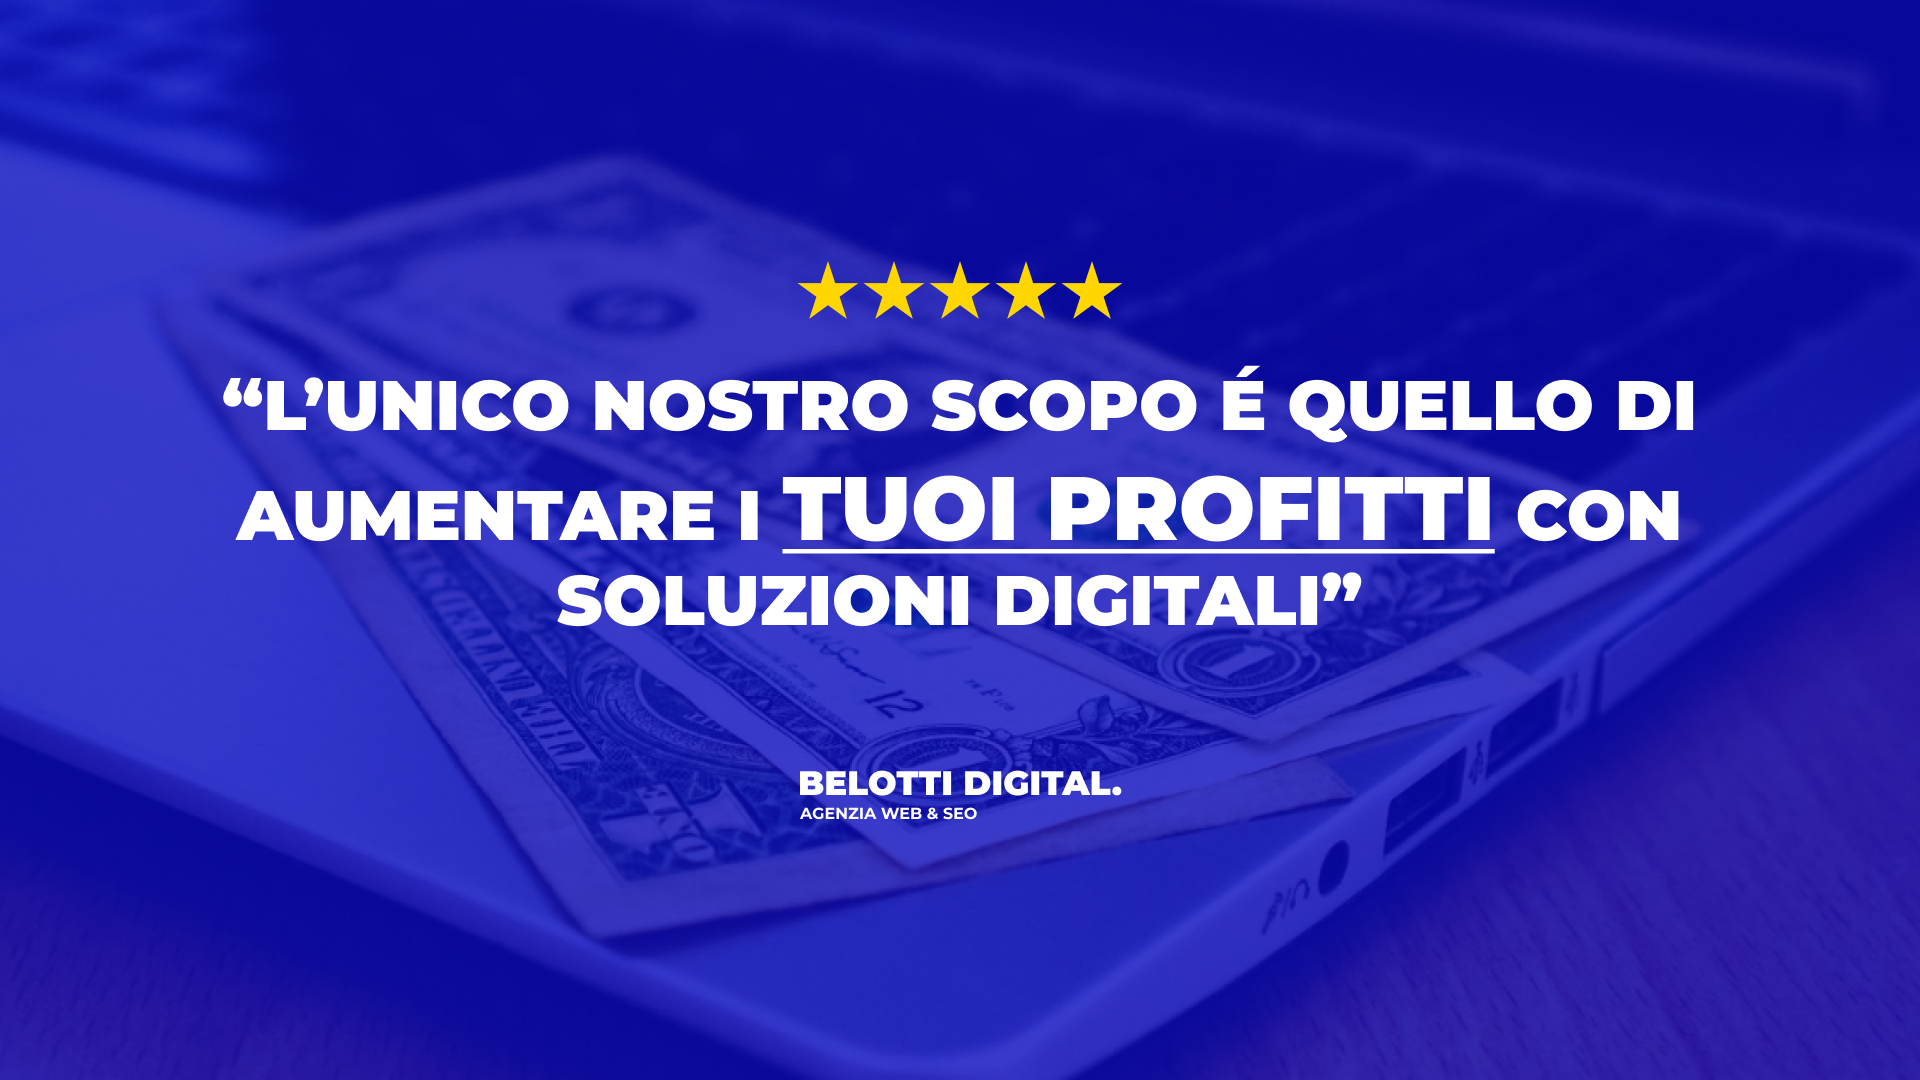 “L’UNICO NOSTRO SCOPO É QUELLO DI
AUMENTARE I TUOI PROFITTI CON
SOLUZIONI DIGITALI”
BELOTTI DIGITAL.
AGENZIA WEB & SEO